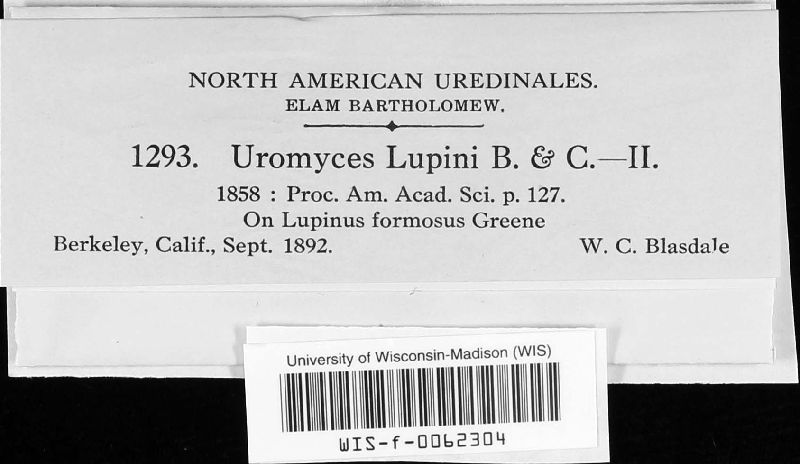 NORTH AMERICAN UREDINALES.
ELAM BARTHOLOMEW.
1293. Uromyces Lupini B. & C.—II.
1858 : Proc. Am. Acad. Sci. p. 127.
On Lupinus formosus Greene
Berkeley, Calif., Sept. 1892. W. C. Blasdale
University of Wisconsin-Madison (WIS)
WIS-f-0062304